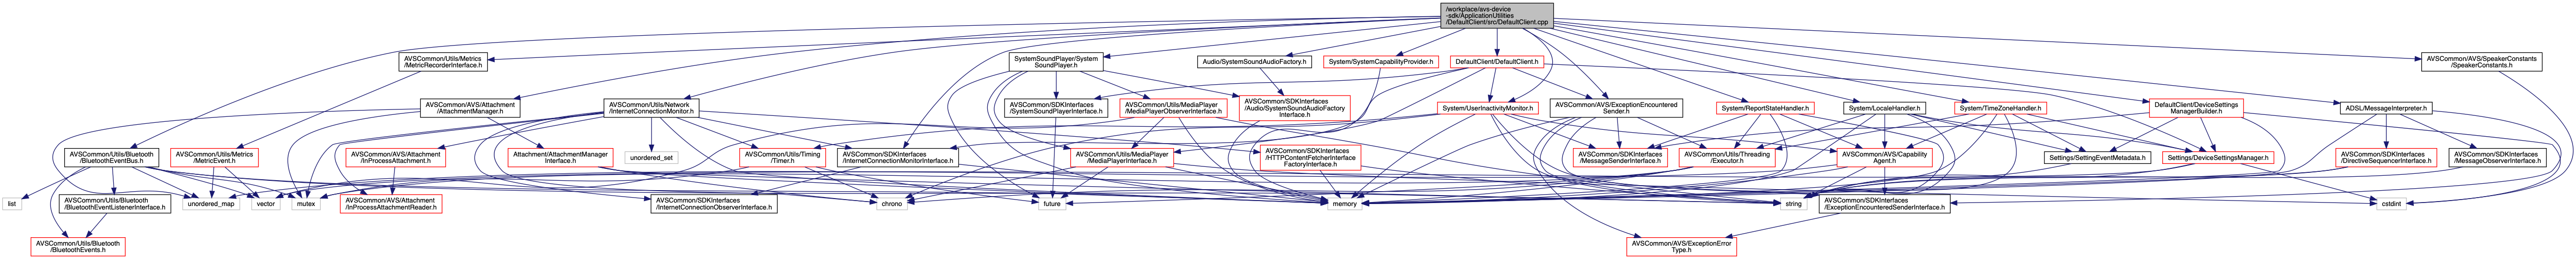 /workplace/avs-device
-sdk/ApplicationUtilities
/DefaultClient/src/DefaultClient.cpp
AVSCommon/Utils/Metrics
/MetricRecorderInterface.h
SystemSoundPlayer/System
SoundPlayer.h
Audio/SystemSoundAudioFactory.h
System/SystemCapabilityProvider.h
DefaultClient/DefaultClient.h
AVSCommon/AVS/SpeakerConstants
/SpeakerConstants.h
AVSCommon/AVS/Attachment
/AttachmentManager.h
AVSCommon/Utils/Network
/InternetConnectionMonitor.h
AVSCommon/SDKInterfaces
/SystemSoundPlayerInterface.h
AVSCommon/Utils/MediaPlayer
/MediaPlayerObserverInterface.h
AVSCommon/SDKInterfaces
/Audio/SystemSoundAudioFactory
Interface.h
System/UserInactivityMonitor.h
AVSCommon/AVS/ExceptionEncountered
Sender.h
System/ReportStateHandler.h
System/LocaleHandler.h
System/TimeZoneHandler.h
DefaultClient/DeviceSettings
ManagerBuilder.h
ADSL/MessageInterpreter.h
AVSCommon/Utils/Bluetooth
/BluetoothEventBus.h
AVSCommon/Utils/Metrics
/MetricEvent.h
AVSCommon/AVS/Attachment
/InProcessAttachment.h
Attachment/AttachmentManager
Interface.h
unordered_set
AVSCommon/Utils/Timing
/Timer.h
AVSCommon/SDKInterfaces
/InternetConnectionMonitorInterface.h
AVSCommon/Utils/MediaPlayer
/MediaPlayerInterface.h
AVSCommon/SDKInterfaces
/HTTPContentFetcherInterface
FactoryInterface.h
AVSCommon/SDKInterfaces
/MessageSenderInterface.h
AVSCommon/Utils/Threading
/Executor.h
AVSCommon/AVS/Capability
Agent.h
Settings/SettingEventMetadata.h
Settings/DeviceSettingsManager.h
AVSCommon/SDKInterfaces
/DirectiveSequencerInterface.h
AVSCommon/SDKInterfaces
/MessageObserverInterface.h
list
AVSCommon/Utils/Bluetooth
/BluetoothEventListenerInterface.h
unordered_map
vector
mutex
AVSCommon/AVS/Attachment
/InProcessAttachmentReader.h
AVSCommon/SDKInterfaces
/InternetConnectionObserverInterface.h
chrono
future
memory
string
AVSCommon/SDKInterfaces
/ExceptionEncounteredSenderInterface.h
cstdint
AVSCommon/Utils/Bluetooth
/BluetoothEvents.h
AVSCommon/AVS/ExceptionError
Type.h